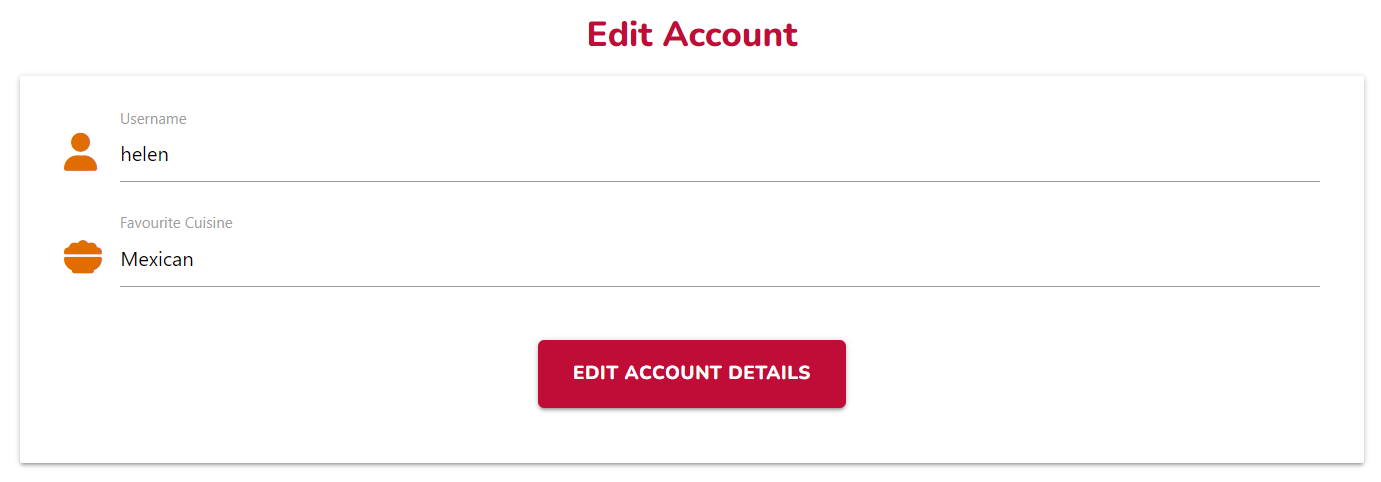 Edit Account
Username
helen
Favourite Cuisine
Mexican
EDIT ACCOUNT DETAILS